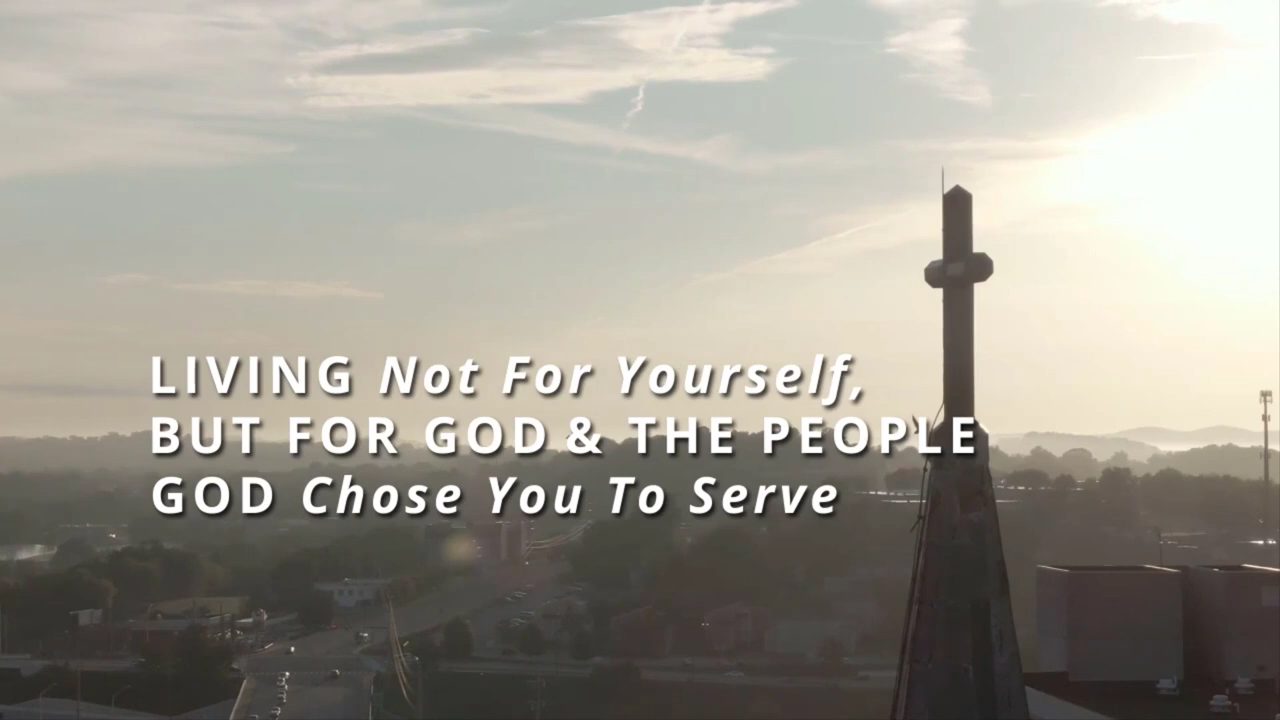 LIVING Not For Yourself,
BUT FOR GOD & THE PEOPLE
GOD Chose You To Serve